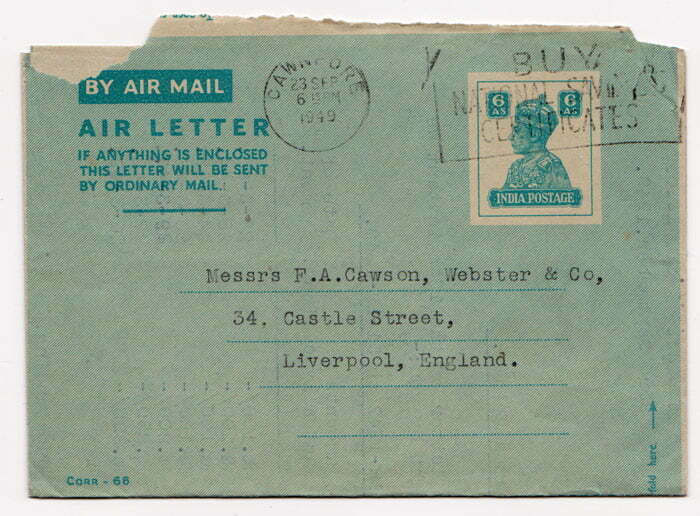 BY AIR MAIL
AIR LETTER
IF ANYTHING IS ENCLOSED
THIS LETTER WILL BE SENT
BY ORDINARY MAIL.
CAWNPORE
23 SEP
6 PM
1949
BUY
NATIONAL SAVINGS
CERTIFICATES
6 6
AS AS
INDIA POSTAGE
Messrs F.A.Cawson, Webster & Co,
34. Castle Street,
Liverpool, England.
CORR - 66
fold here.